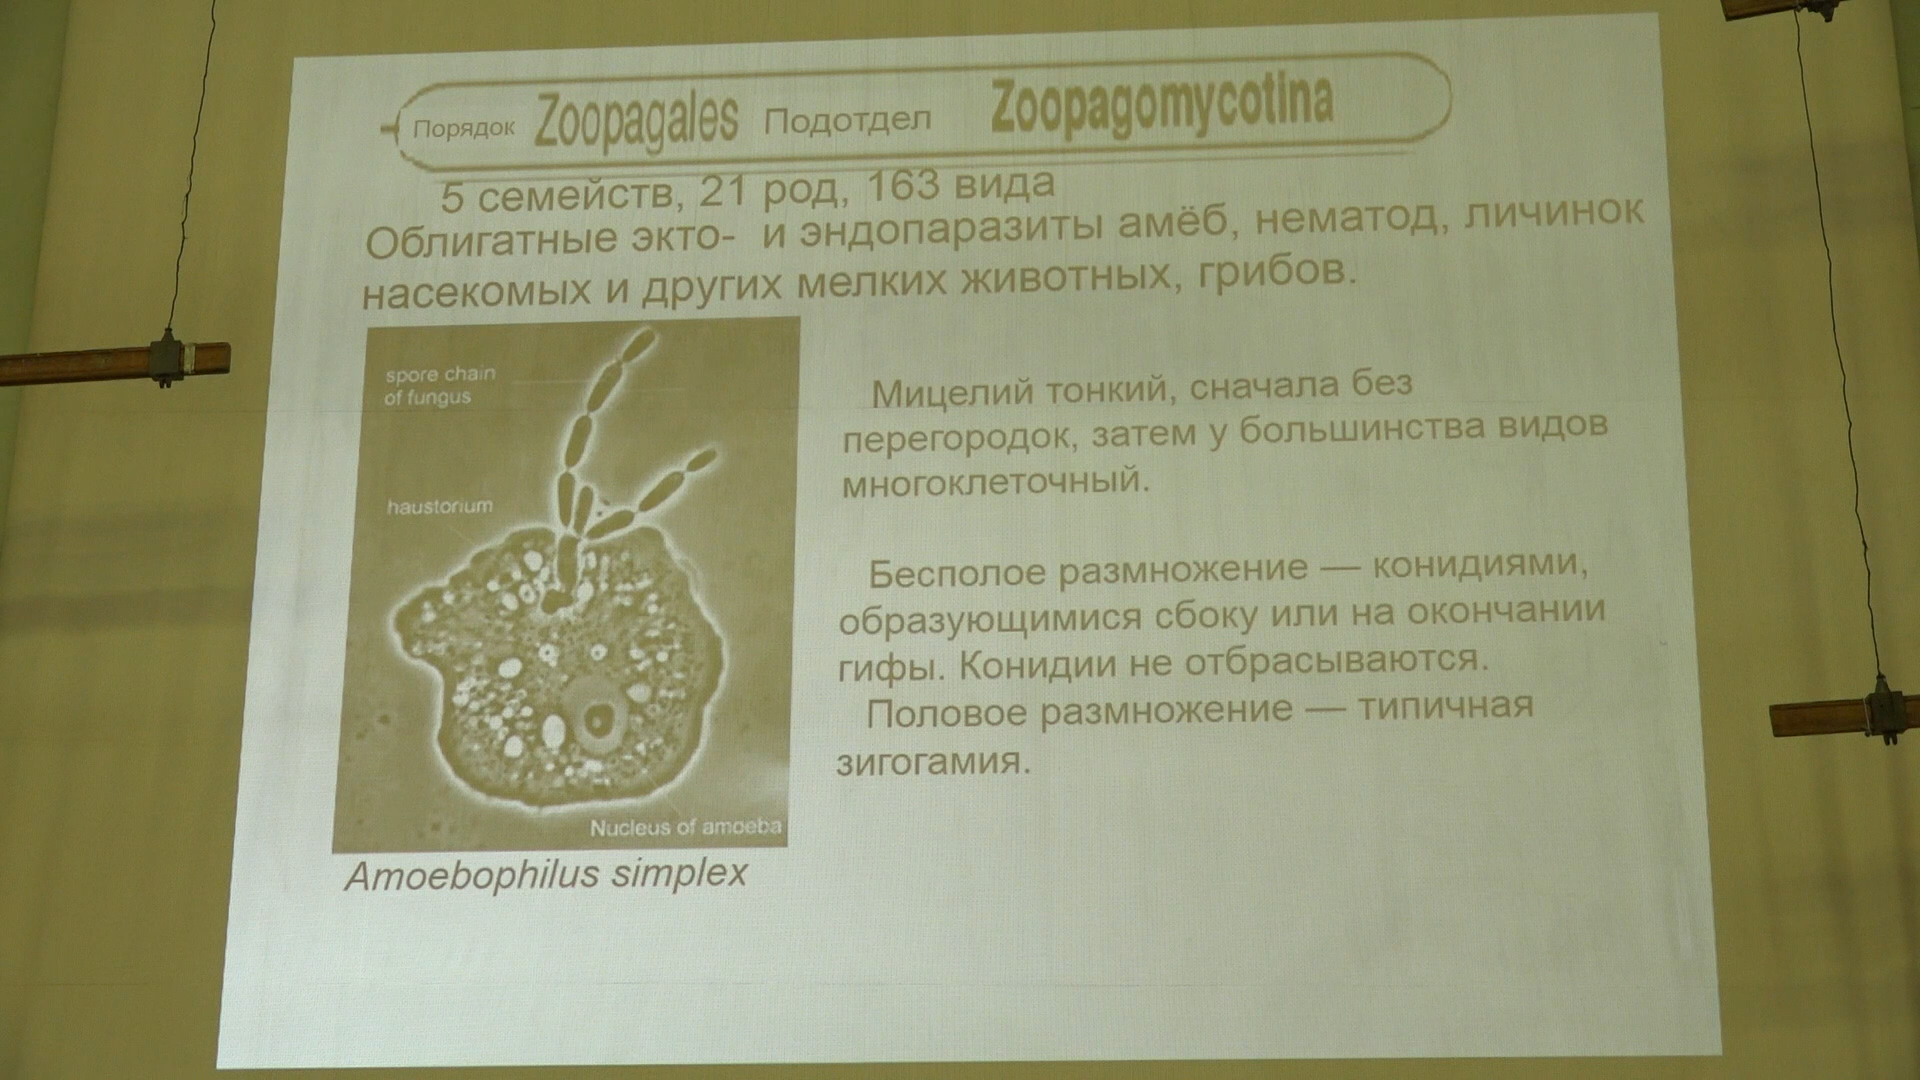 Порядок Zoopagales Подотдел Zoopagomycotina
5 семейств, 21 род, 163 вида
Облигатные экто- и эндопаразиты амёб, нематод, личинок
насекомых и других мелких животных, грибов.
spore chain
of fungus
haustorium
Nucleus of amoeba
Amoebophilus simplex
Мицелий тонкий, сначала без
перегородок, затем у большинства видов
многоклеточный.
Бесполое размножение — конидиями,
образующимися сбоку или на окончании
гифы. Конидии не отбрасываются.
Половое размножение — типичная
зигогамия.